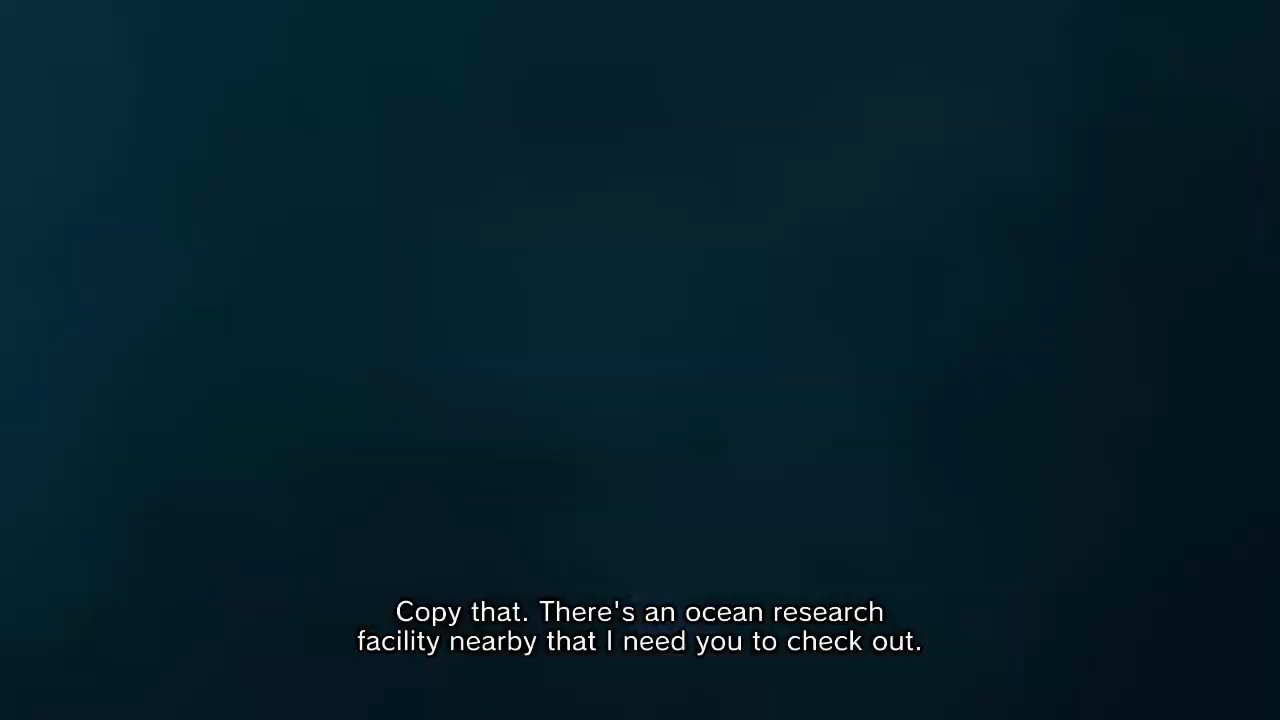 Copy that. There's an ocean research
facility nearby that I need you to check out.